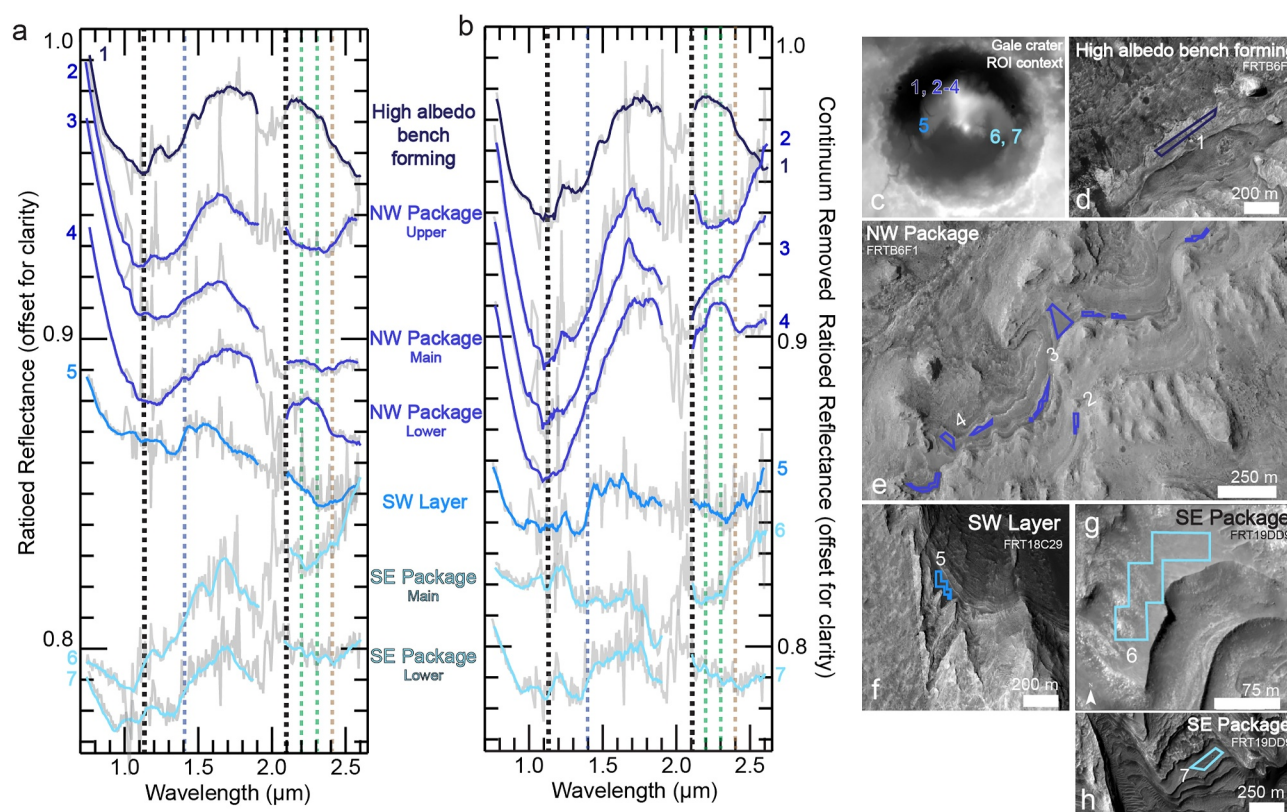 a
1.0
0.9
0.8
1
2
3
4
5
6
7
Ratioed Reflectance (offset for clarity)
1.0 1.5 2.0 2.5
Wavelength (µm)
High albedo
bench
forming
NW Package
Upper
NW Package
Main
NW Package
Lower
SW Layer
SE Package
Main
SE Package
Lower
b
1.0
0.9
0.8
2
1
3
4
5
6
7
Continuum Removed Ratioed Reflectance (offset for clarity)
1.0 1.5 2.0 2.5
Wavelength (µm)
Gale crater
ROI context
1, 2-4
5
6, 7
c
High albedo bench forming
FRTB6F
1
200 m
d
NW Package
FRTB6F1
3
4
2
250 m
e
SW Layer
FRT18C29
5
200 m
f
g
SE Package
FRT19DD9
6
75 m
SE Package
FRT19DD9
7
250 m
h